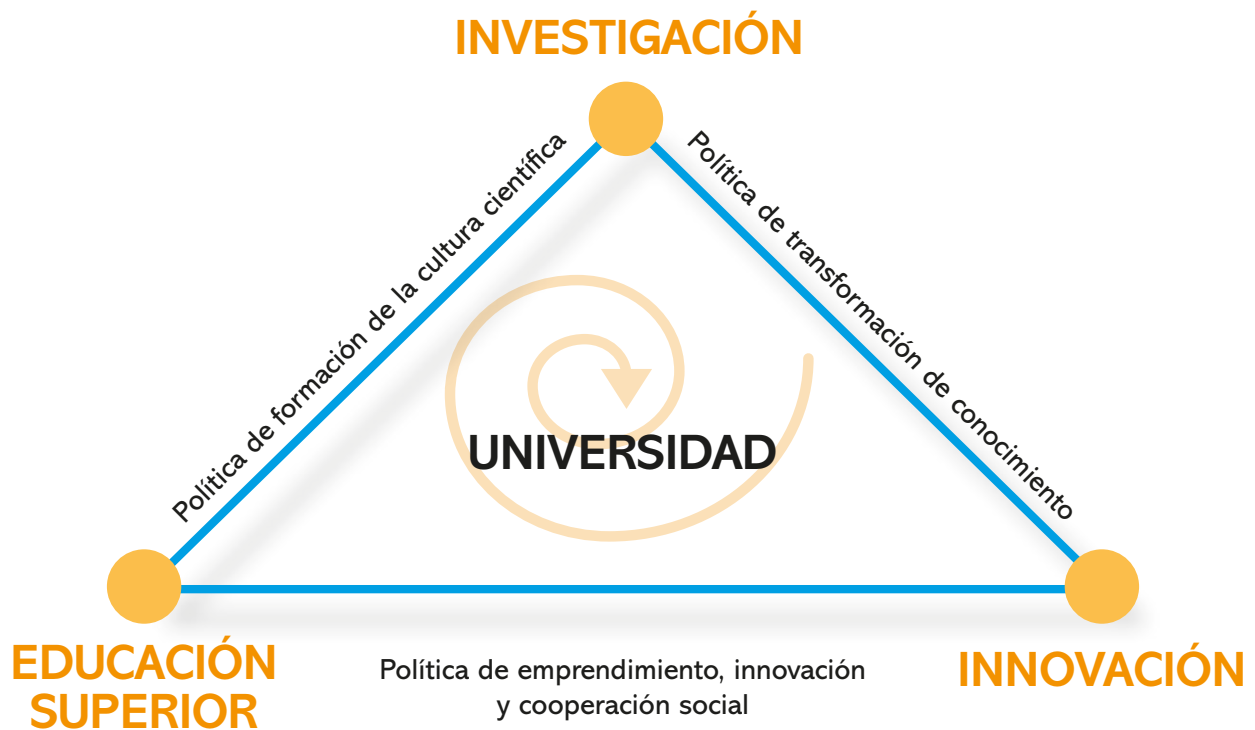 INVESTIGACIÓN
Política de formación de la cultura científica
Política de transformación de conocimiento
UNIVERSIDAD
EDUCACIÓN
SUPERIOR
Política de emprendimiento, innovación
y cooperación social
INNOVACIÓN